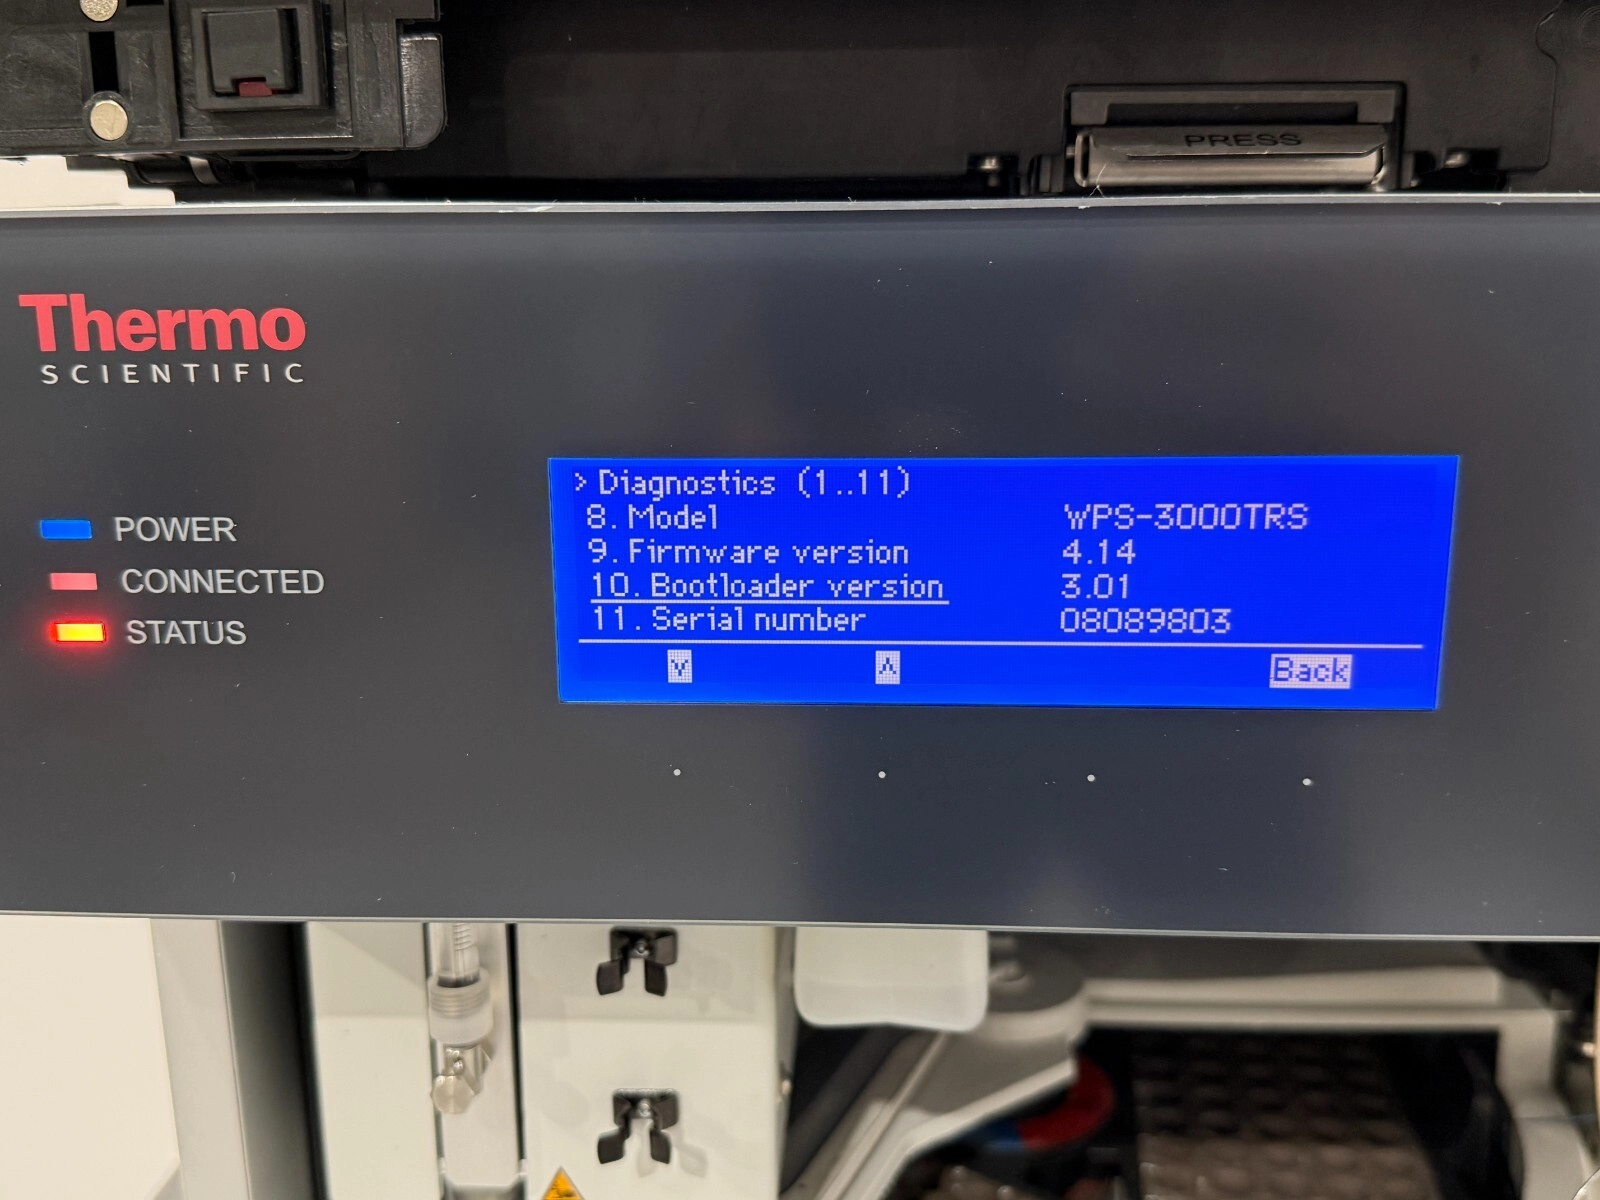 PRESS
Thermo
SCIENTIFIC
POWER
CONNECTED
STATUS
> Diagnostics (1..11)
8. Model WPS-3000TRS
9. Firmware version 4.14
10. Bootloader version 3.01
11. Serial number 08089803
v ʌ Back